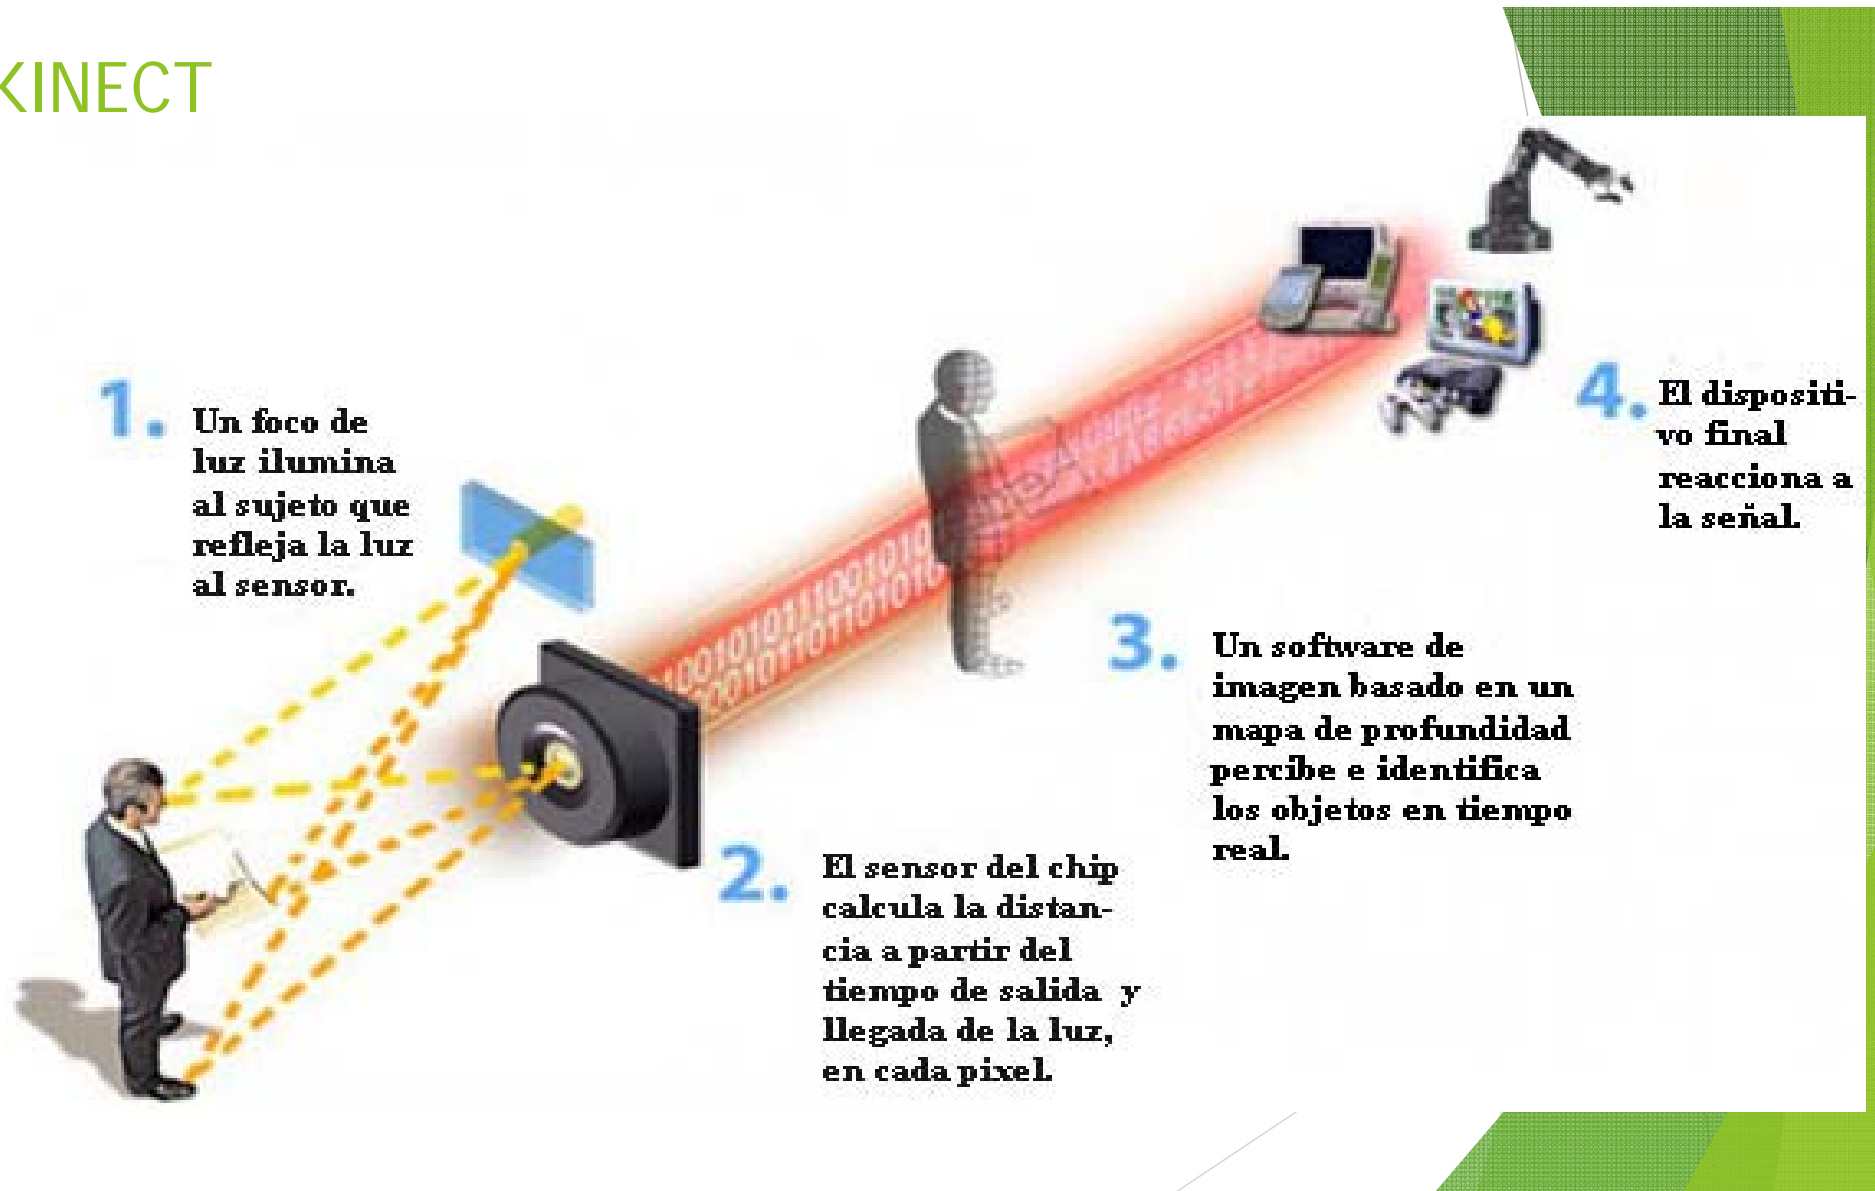 KINECT
1.
Un foco de
luz ilumina
al sujeto que
refleja la luz
al sensor.
2.
El sensor del chip
calcula la distan-
cia a partir del
tiempo de salida y
llegada de la luz,
en cada pixel.
3.
Un software de
imagen basado en un
mapa de profundidad
percibe e identifica
los objetos en tiempo
real.
4.
El dispositi-
vo final
reacciona a
la señal.